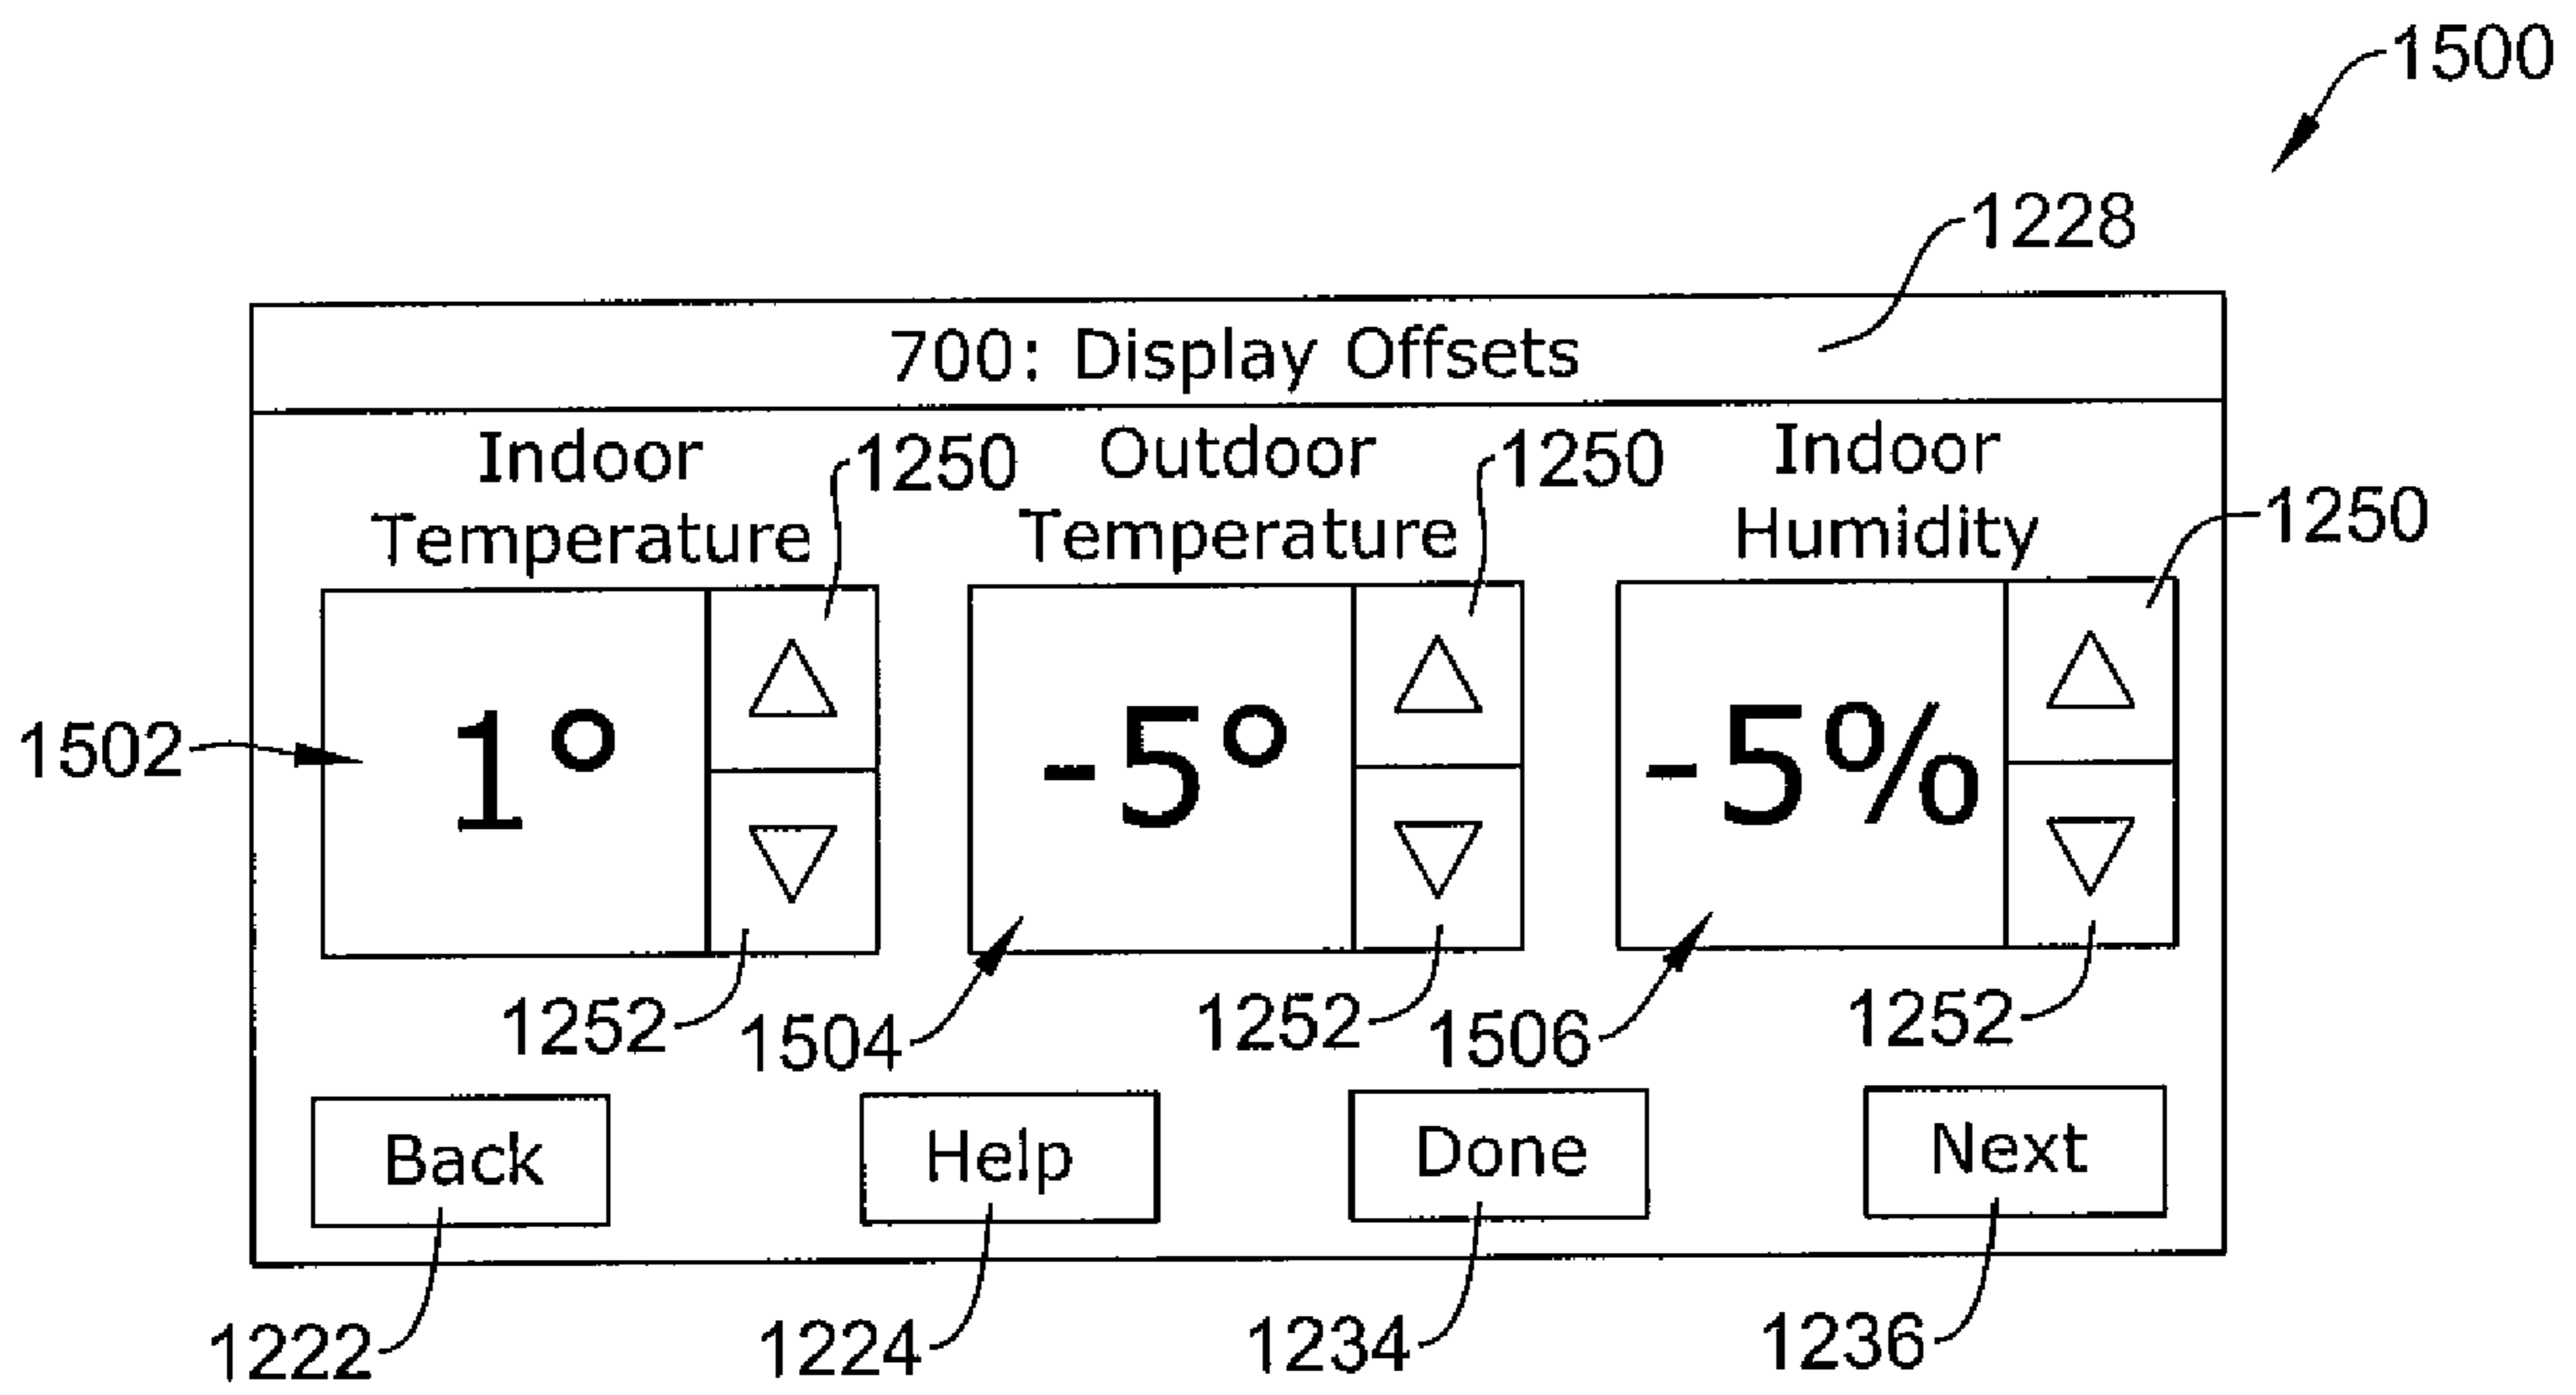 1500
1228
700: Display Offsets
Indoor
Temperature
1250
Outdoor
Temperature
1250
Indoor
Humidity
1250
1502
1°
-5°
-5%
1252
1504
1252
1506
1252
Back
Help
Done
Next
1222
1224
1234
1236